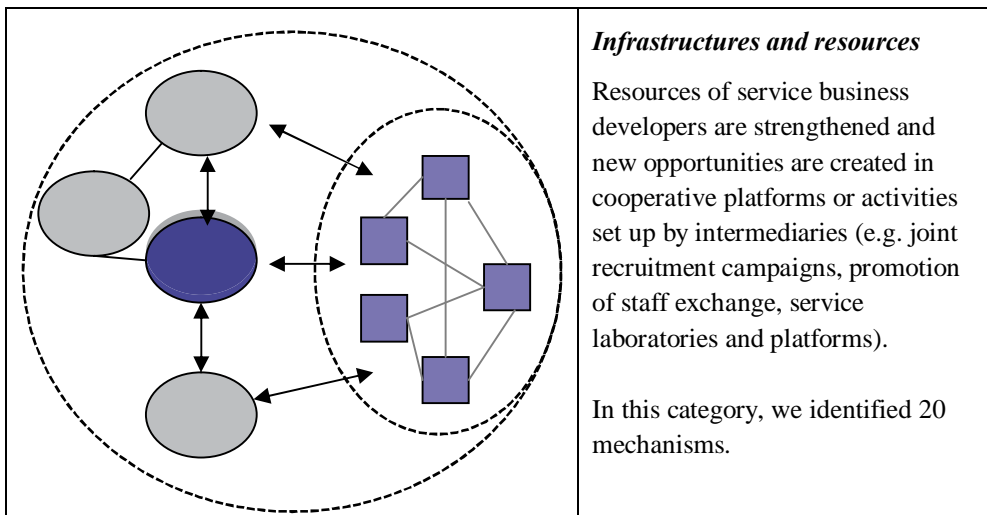 Infrastructures and resources
Resources of service business
developers are strengthened and
new opportunities are created in
cooperative platforms or activities
set up by intermediaries (e.g. joint
recruitment campaigns, promotion
of staff exchange, service
laboratories and platforms).
In this category, we identified 20
mechanisms.